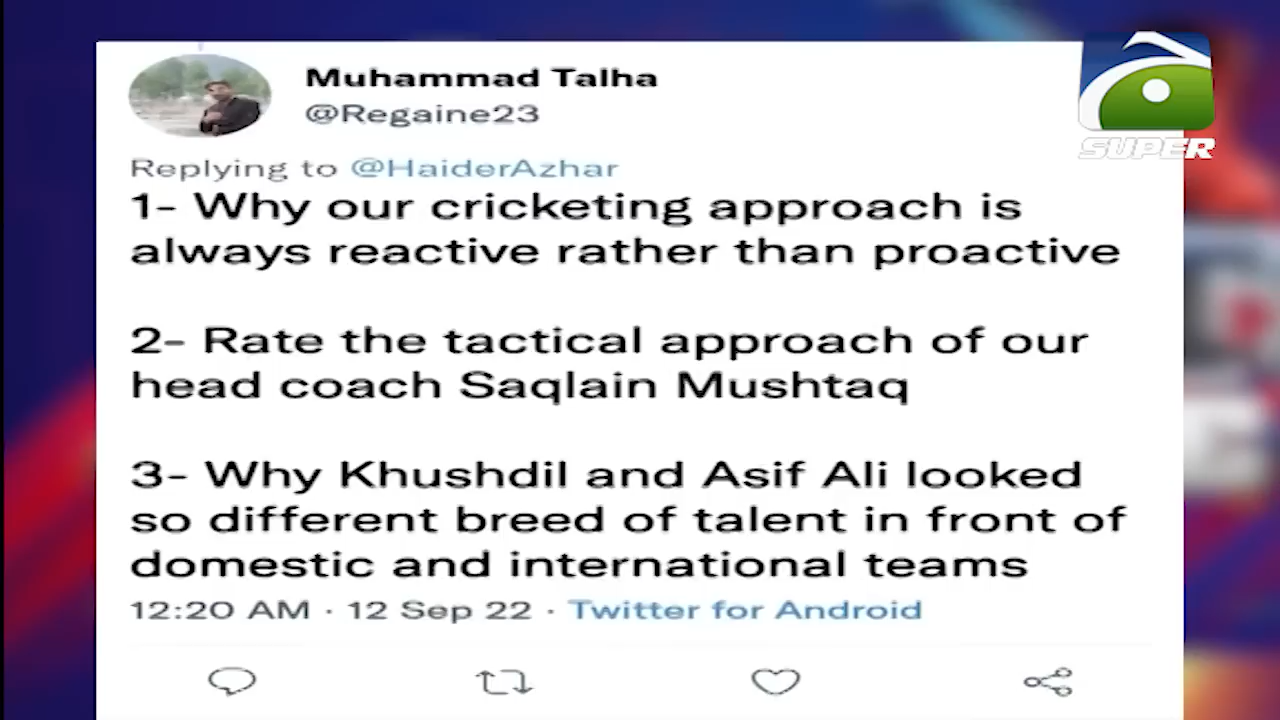 Muhammad Talha
@Regaine23
SUPER
Replying to @HaiderAzhar
1- Why our cricketing approach is
always reactive rather than proactive
2- Rate the tactical approach of our
head coach Saqlain Mushtaq
3- Why Khushdil and Asif Ali looked
so different breed of talent in front of
domestic and international teams
12:20 AM · 12 Sep 22 · Twitter for Android